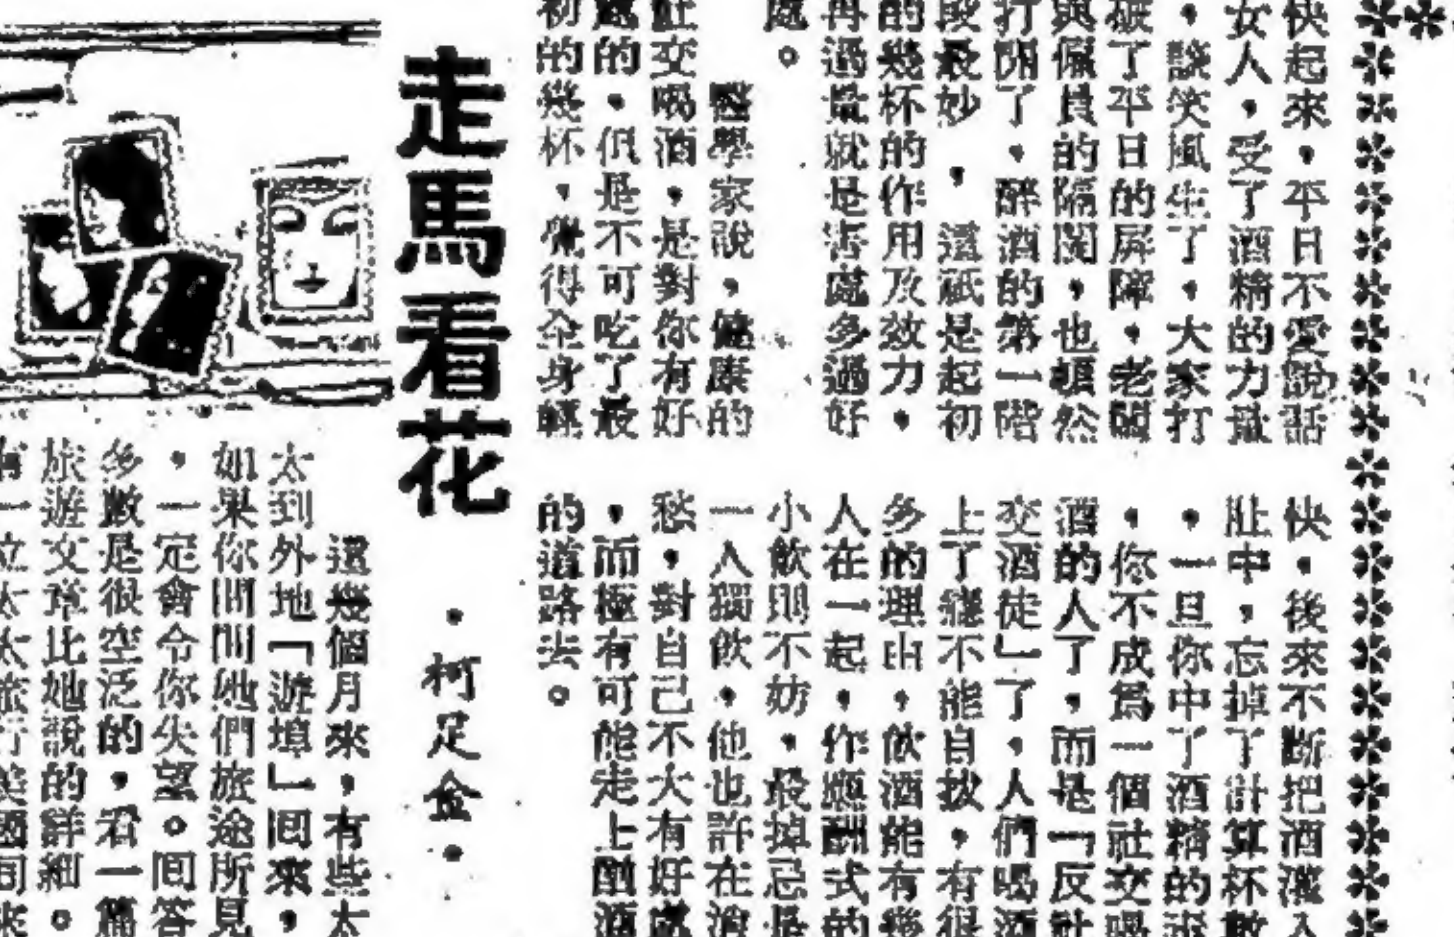 快起來，平日不愛說話
女人，受了酒精的力量
，談笑風生了，大家打
破了平日的屏障，老闆
與僱員的隔閡，也頓然
打開了，醉酒的第一階
段最妙，這祇是起初
的幾杯的作用及效力，
再過量就是害處多過好
處。
醫學家說，健康的
社交喝酒，是對你有好
處的，但是不可吃了最
初的幾杯，覺得全身輕
快，後來不斷把酒灌入
肚中，忘掉了計算杯數
，一旦你中了酒精的
，你不成為一個社交喝
酒的人了，而是「反社
交酒徒」了，人們喝酒
上了癮不能自拔，有很
多的理由，飲酒能有幾
人在一起，作應酬式的
小飲則不妨，最掉忌是
一人獨飲，他也許在消
愁，對自己不大有好處
，而極有可能走上酗酒
的道路去。
走馬看花
·柯足金·
這幾個月來，有些太
太到外地「遊埠」回來，
如果你問問她們旅途所見
，一定會令你失望。回答
多數是很空泛的，看一篇
旅遊文章比她說的詳細。
有一位太太旅行美國回來